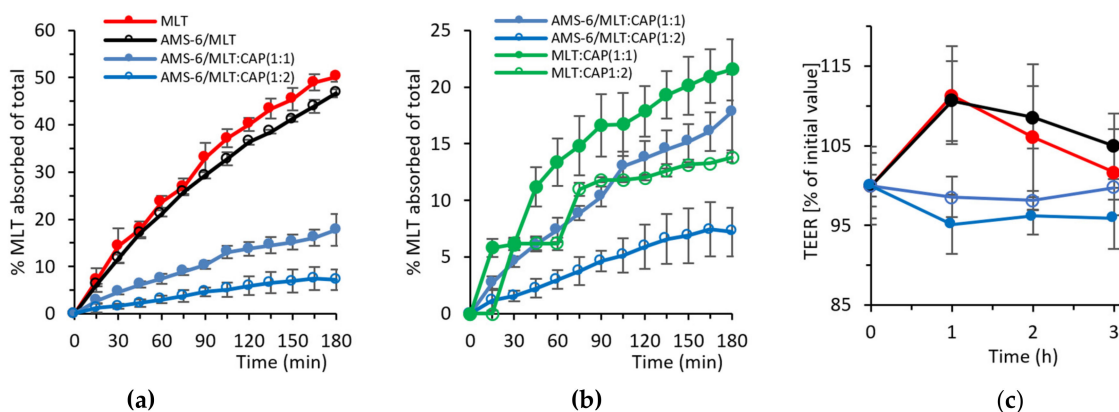 % MLT absorbed of total
60
50
40
30
20
10
0
MLT
AMS-6/MLT
AMS-6/MLT:CAP(1:1)
AMS-6/MLT:CAP(1:2)
0 30 60 90 120 150 180
Time (min)
(a)
% MLT absorbed of total
25
20
15
10
5
0
AMS-6/MLT:CAP(1:1)
AMS-6/MLT:CAP(1:2)
MLT:CAP(1:1)
MLT:CAP1:2)
0 30 60 90 120 150 180
Time (min)
(b)
TEER [% of initial value]
115
105
95
85
0 1 2 3
Time (h)
(c)